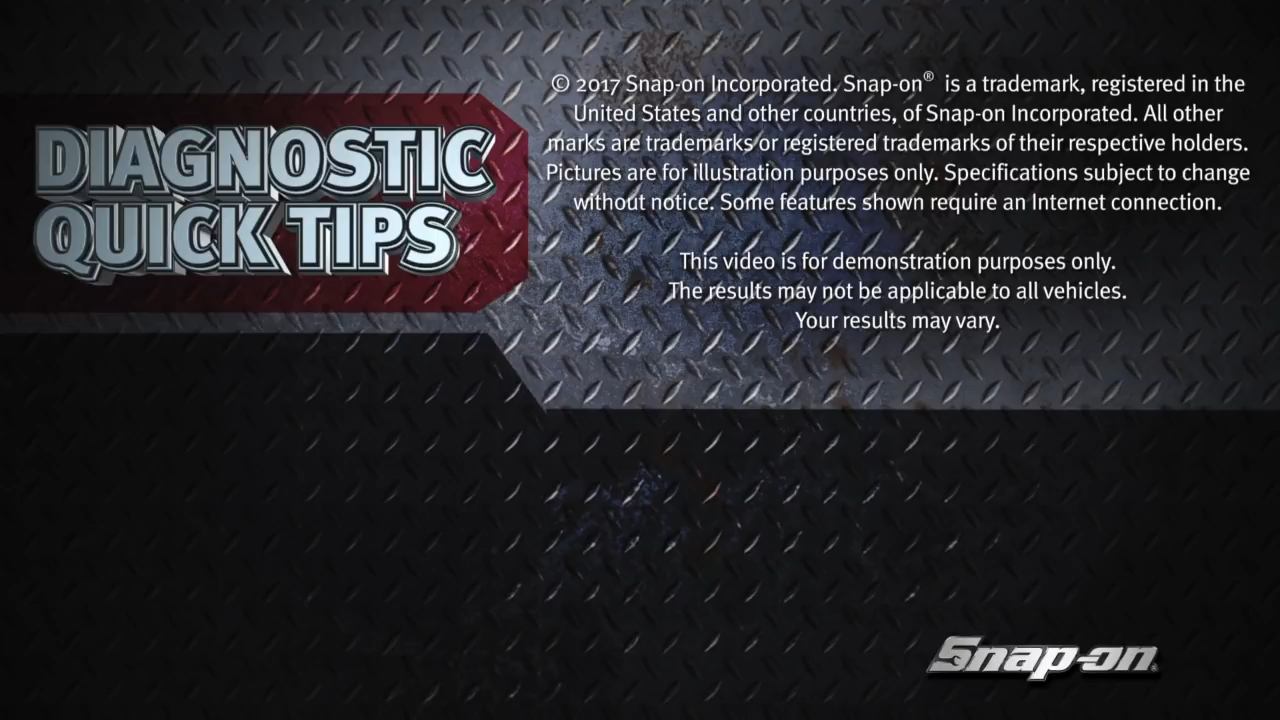 DIAGNOSTIC
QUICK TIPS
© 2017 Snap-on Incorporated. Snap-on® is a trademark, registered in the
United States and other countries, of Snap-on Incorporated. All other
marks are trademarks or registered trademarks of their respective holders.
Pictures are for illustration purposes only. Specifications subject to change
without notice. Some features shown require an Internet connection.
This video is for demonstration purposes only.
The results may not be applicable to all vehicles.
Your results may vary.
Snap-on